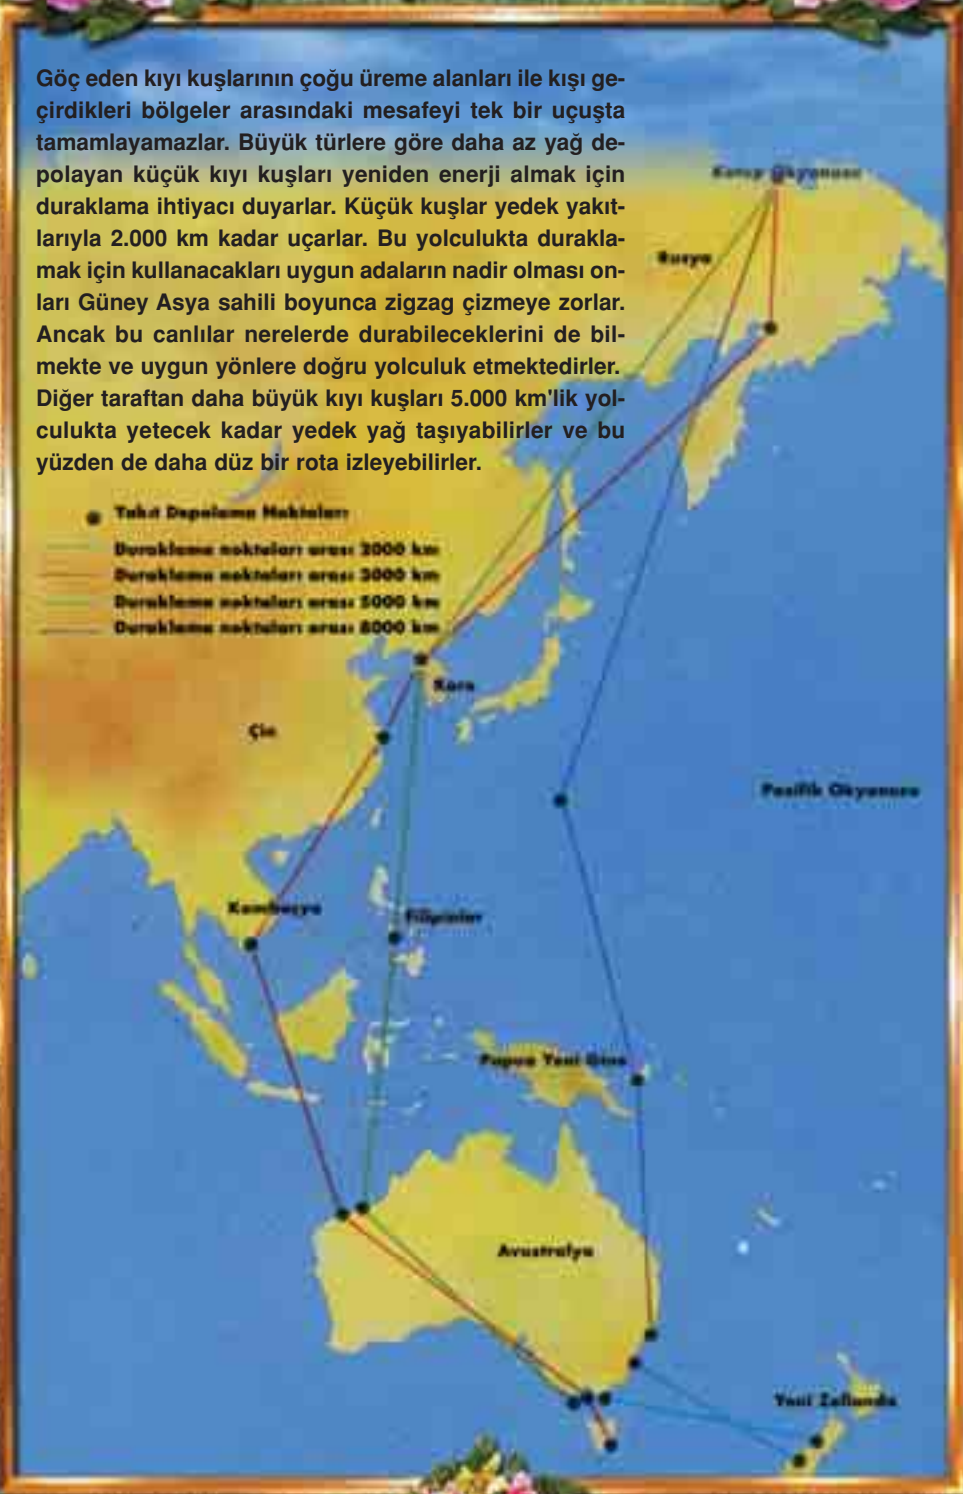 Göç eden kıyı kuşlarının çoğu üreme alanları ile kışı ge-
çirdikleri bölgeler arasındaki mesafeyi tek bir uçuşta
tamamlayamazlar. Büyük türlere göre daha az yağ de-
polayan küçük kıyı kuşları yeniden enerji almak için
duraklama ihtiyacı duyarlar. Küçük kuşlar yedek yakıt-
larıyla 2.000 km kadar uçarlar. Bu yolculukta durakla-
mak için kullanacakları uygun adaların nadir olması on-
ları Güney Asya sahili boyunca zigzag çizmeye zorlar.
Ancak bu canlılar nerelerde durabileceklerini de bil-
mekte ve uygun yönlere doğru yolculuk etmektedirler.
Diğer taraftan daha büyük kıyı kuşları 5.000 km'lik yol-
culukta yetecek kadar yedek yağ taşıyabilirler ve bu
yüzden de daha düz bir rota izleyebilirler.
Kutup Okyanusu
Rusya
Yakıt Depolama Noktaları
Duraklama noktaları arası 2000 km
Duraklama noktaları arası 3000 km
Duraklama noktaları arası 5000 km
Duraklama noktaları arası 8000 km
Kore
Çin
Pasifik Okyanusu
Kamboçya
Filipinler
Papua Yeni Gine
Avustralya
Yeni Zellanda